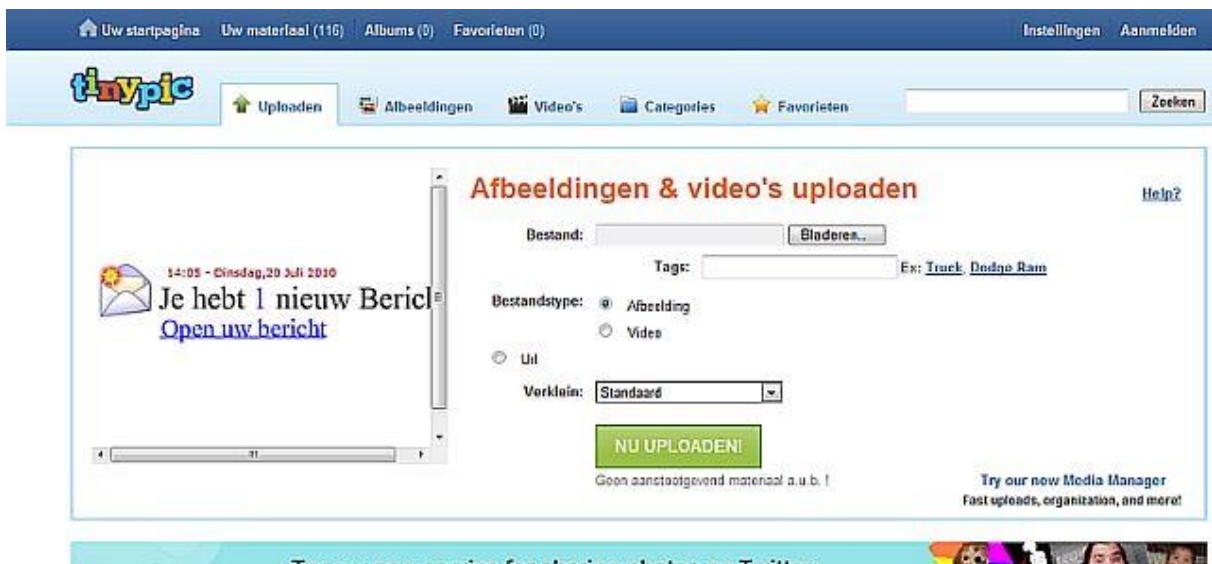 Uw startpagina Uw materiaal (116) Albums (0) Favorieten (0) Instellingen Aanmelden
tinypic Uploaden Afbeeldingen Video's Categories Favorieten Zoeken
Afbeeldingen & video's uploaden Help?
Bestand: Bladeren..
Tags: Ex: Truck, Dodge Ram
14:05 - Dinsdag,20 Juli 2010
Je hebt 1 nieuw Bericl
Open uw bericht
Bestandstype: Afbeelding
Video
Url
Verklein: Standaard
NU UPLOADEN!
Geen aanstootgevend materiaal a.u.b. !
Try our new Media Manager
Fast uploads, organization, and more!